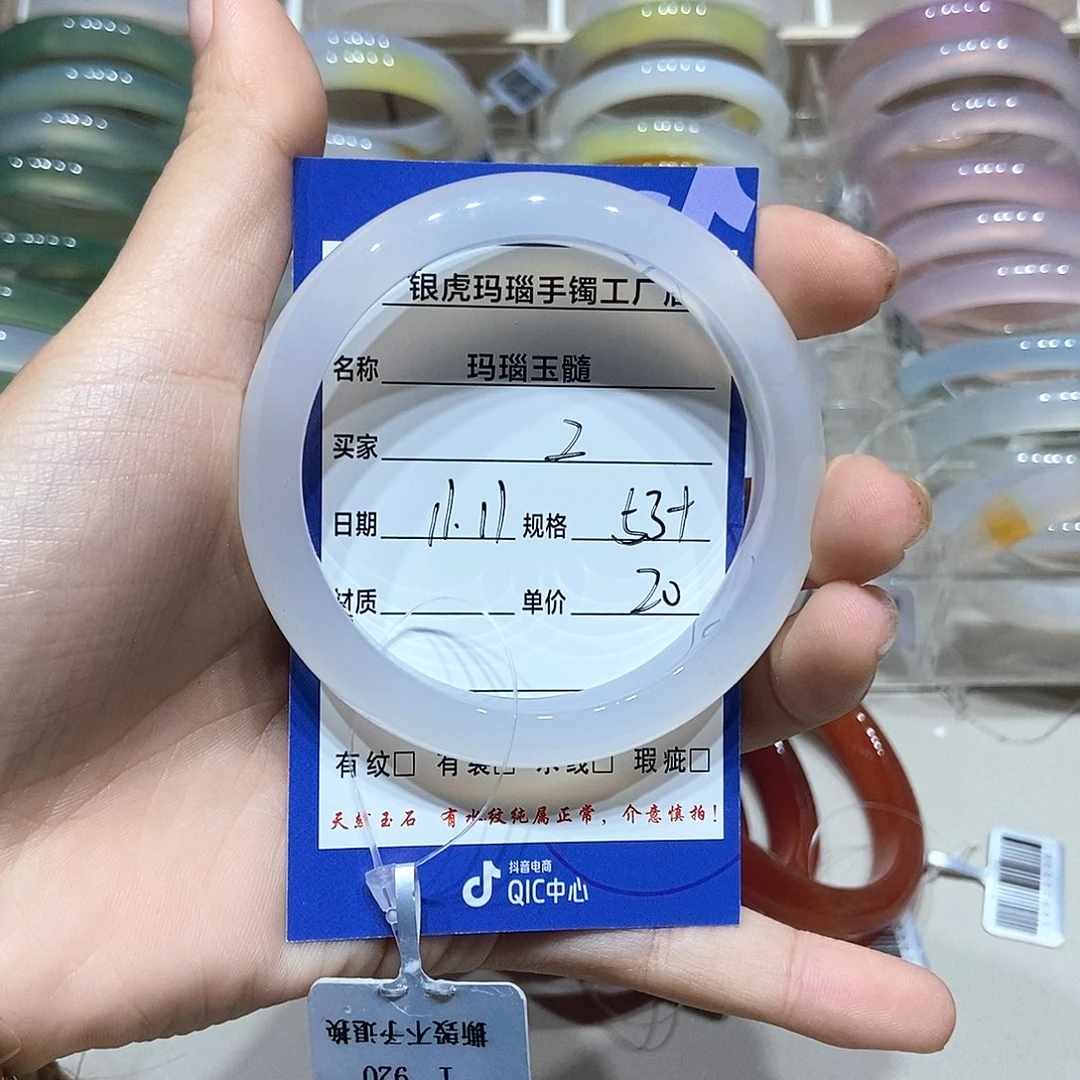 银虎玛瑙手镯工厂店
名称 玛瑙玉髓
买家 2
日期 11.11 规格 53+
材质 单价 20
有纹□ 有裂□ 水线□ 瑕疵□
天然玉石 有水纹纯属正常，介意慎拍！
抖音电商
QIC中心
撕毁不予退换